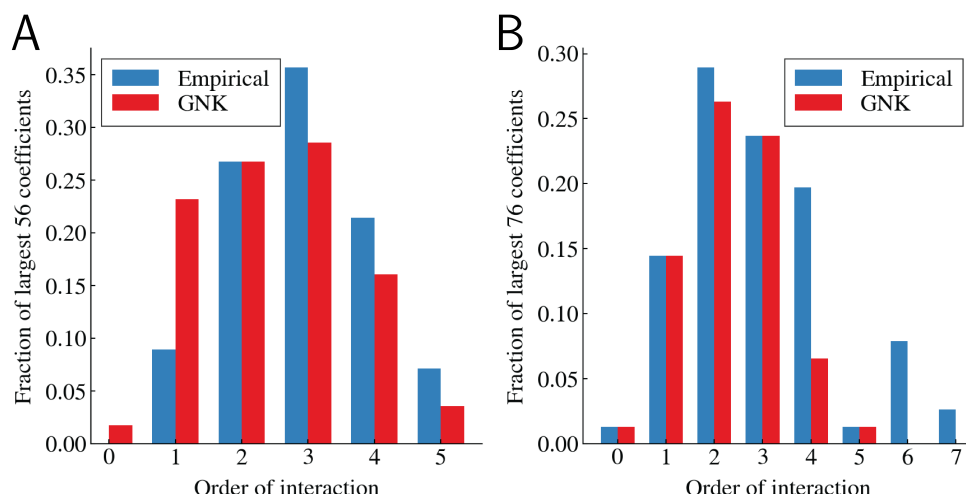 A
Fraction of largest 56 coefficients
0.35
0.30
0.25
0.20
0.15
0.10
0.05
0.00
Empirical
GNK
0 1 2 3 4 5
Order of interaction
B
Fraction of largest 76 coefficients
0.30
0.25
0.20
0.15
0.10
0.05
0.00
Empirical
GNK
0 1 2 3 4 5 6 7
Order of interaction